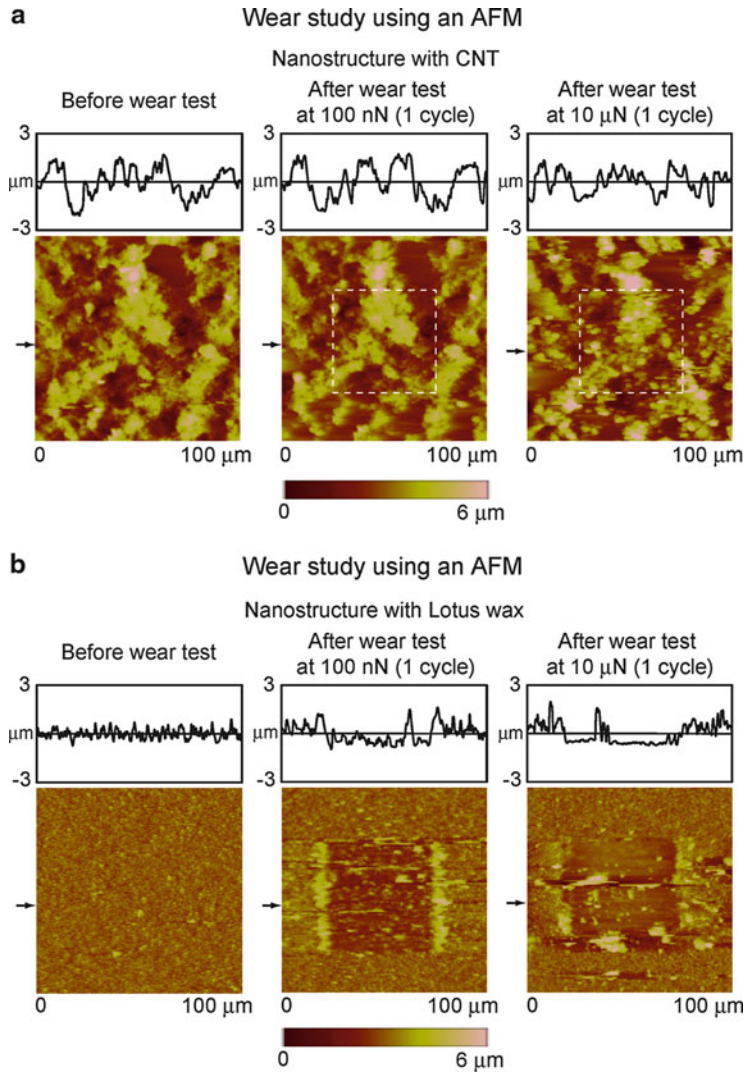 a
Wear study using an AFM
Nanostructure with CNT
Before wear test
After wear test
at 100 nN (1 cycle)
After wear test
at 10 μN (1 cycle)
3
μm
-3
3
μm
-3
3
μm
-3
0 100 μm
0 100 μm
0 100 μm
0 6 μm
b
Wear study using an AFM
Nanostructure with Lotus wax
Before wear test
After wear test
at 100 nN (1 cycle)
After wear test
at 10 μN (1 cycle)
3
μm
-3
3
μm
-3
3
μm
-3
0 100 μm
0 100 μm
0 100 μm
0 6 μm